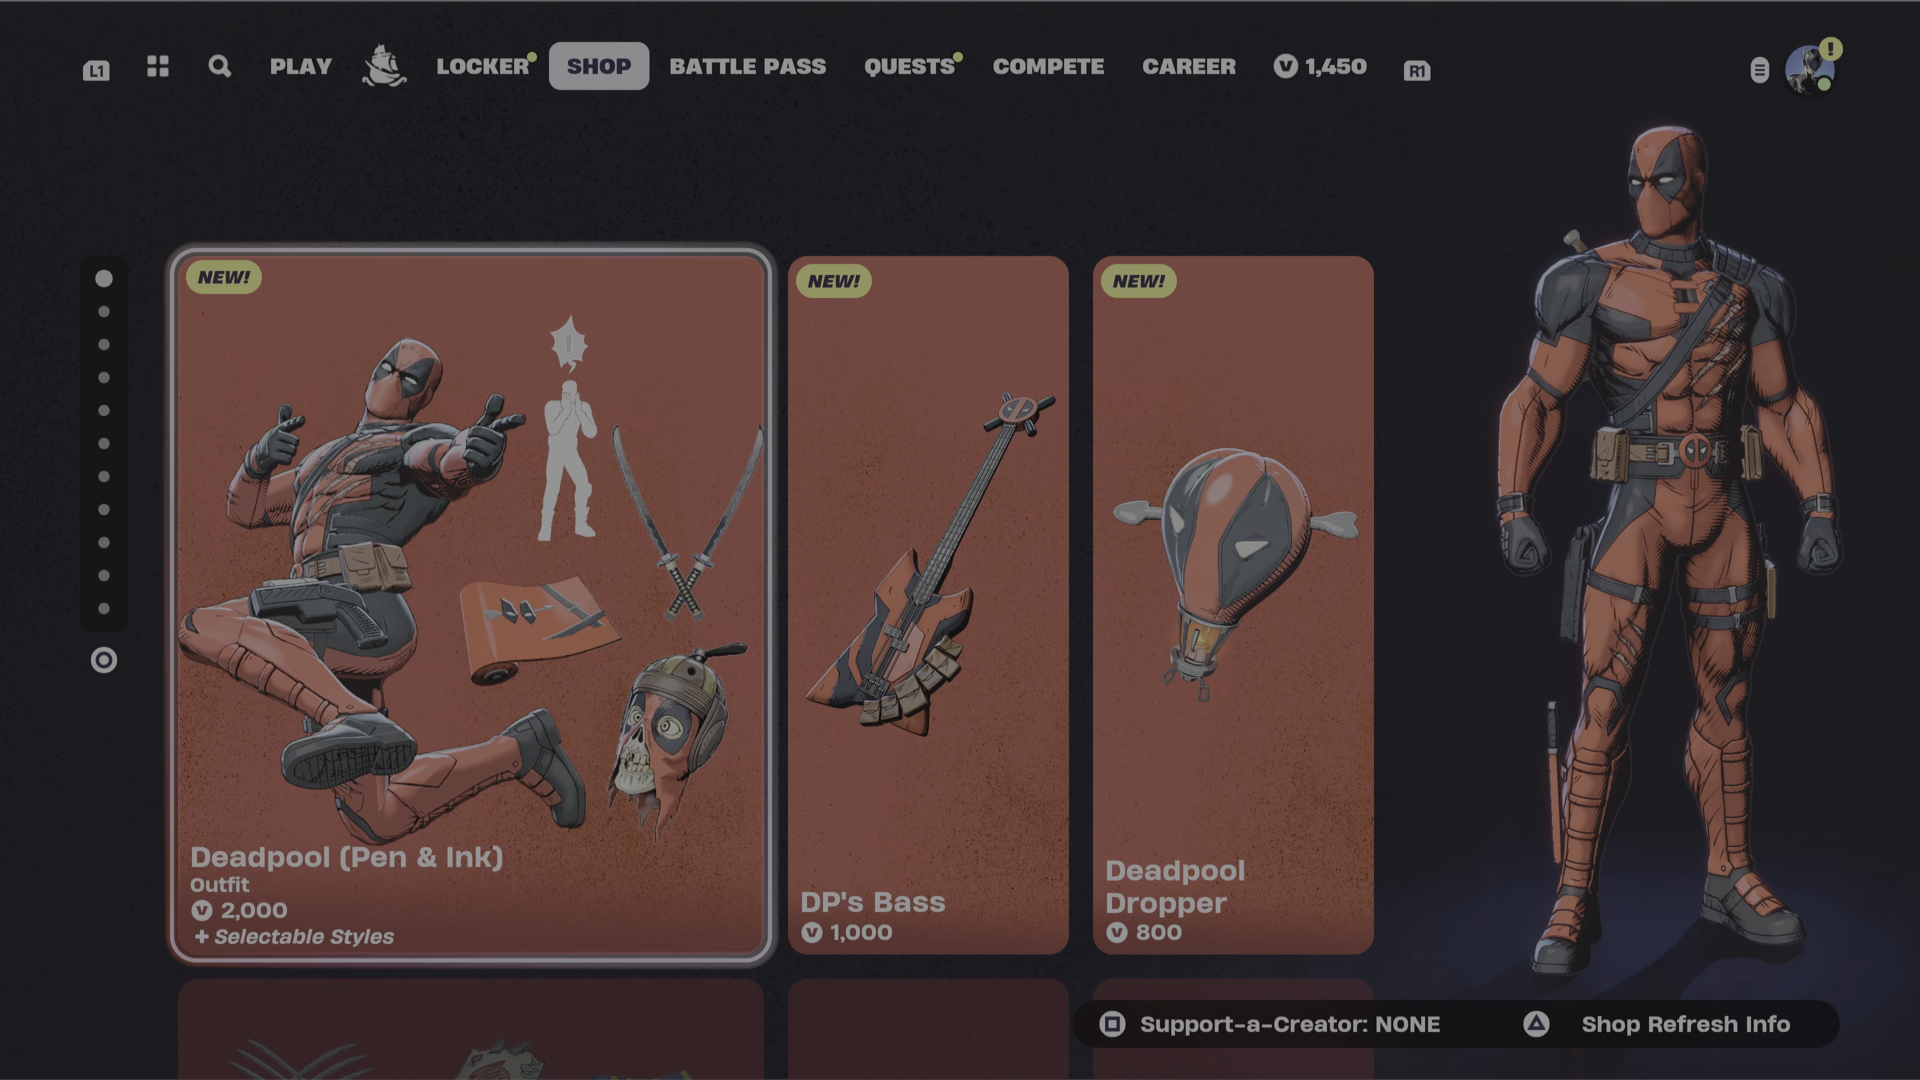 L1
PLAY
LOCKER
SHOP
BATTLE PASS
QUESTS
COMPETE
CAREER
1,450
R1
!
NEW!
!
Deadpool (Pen & Ink)
Outfit
2,000
+ Selectable Styles
NEW!
DP's Bass
1,000
NEW!
Deadpool
Dropper
800
Support-a-Creator: NONE
Shop Refresh Info